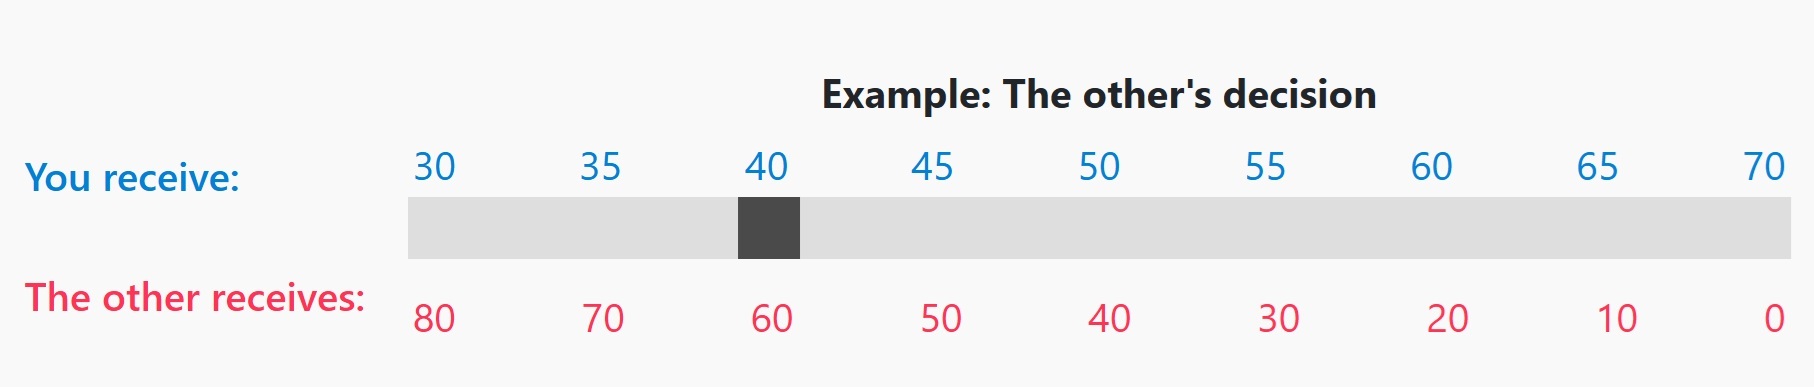 Example: The other's decision
You receive: 30 35 40 45 50 55 60 65 70
The other receives: 80 70 60 50 40 30 20 10 0